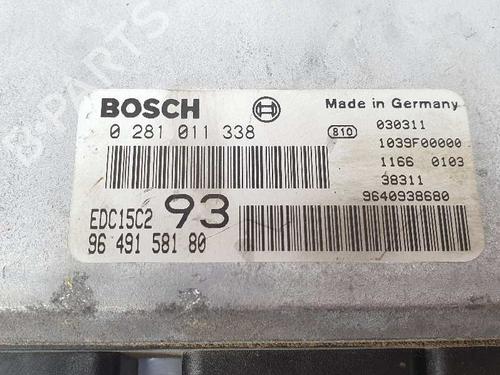 B-PARTS
BOSCH
Made in Germany
0 281 011 338
810
030311
1039F00000
1166 0103
38311
9640938680
EDC15C2 93
96 491 581 80